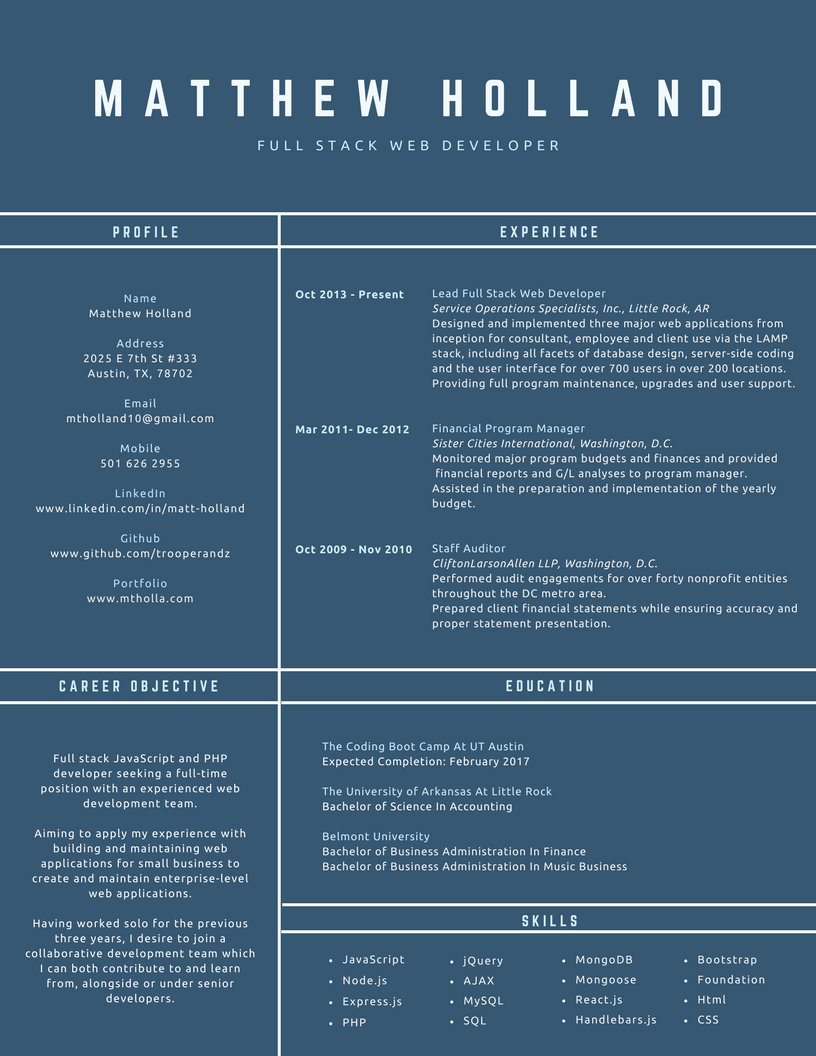 MATTHEW HOLLAND
FULL STACK WEB DEVELOPER
PROFILE
Name
Matthew Holland
Address
2025 E 7th St #333
Austin, TX, 78702
Email
mtholland10@gmail.com
Mobile
501 626 2955
LinkedIn
www.linkedin.com/in/matt-holland
Github
www.github.com/trooperandz
Portfolio
www.mtholla.com
EXPERIENCE
Oct 2013 - Present
Lead Full Stack Web Developer
Service Operations Specialists, Inc., Little Rock, AR
Designed and implemented three major web applications from
inception for consultant, employee and client use via the LAMP
stack, including all facets of database design, server-side coding
and the user interface for over 700 users in over 200 locations.
Providing full program maintenance, upgrades and user support.
Mar 2011- Dec 2012
Financial Program Manager
Sister Cities International, Washington, D.C.
Monitored major program budgets and finances and provided
financial reports and G/L analyses to program manager.
Assisted in the preparation and implementation of the yearly
budget.
Oct 2009 - Nov 2010
Staff Auditor
CliftonLarsonAllen LLP, Washington, D.C.
Performed audit engagements for over forty nonprofit entities
throughout the DC metro area.
Prepared client financial statements while ensuring accuracy and
proper statement presentation.
CAREER OBJECTIVE
Full stack JavaScript and PHP
developer seeking a full-time
position with an experienced web
development team.
Aiming to apply my experience with
building and maintaining web
applications for small business to
create and maintain enterprise-level
web applications.
Having worked solo for the previous
three years, I desire to join a
collaborative development team which
I can both contribute to and learn
from, alongside or under senior
developers.
EDUCATION
The Coding Boot Camp At UT Austin
Expected Completion: February 2017
The University of Arkansas At Little Rock
Bachelor of Science In Accounting
Belmont University
Bachelor of Business Administration In Finance
Bachelor of Business Administration In Music Business
SKILLS
• JavaScript
• Node.js
• Express.js
• PHP
• jQuery
• AJAX
• MySQL
• SQL
• MongoDB
• Mongoose
• React.js
• Handlebars.js
• Bootstrap
• Foundation
• Html
• CSS